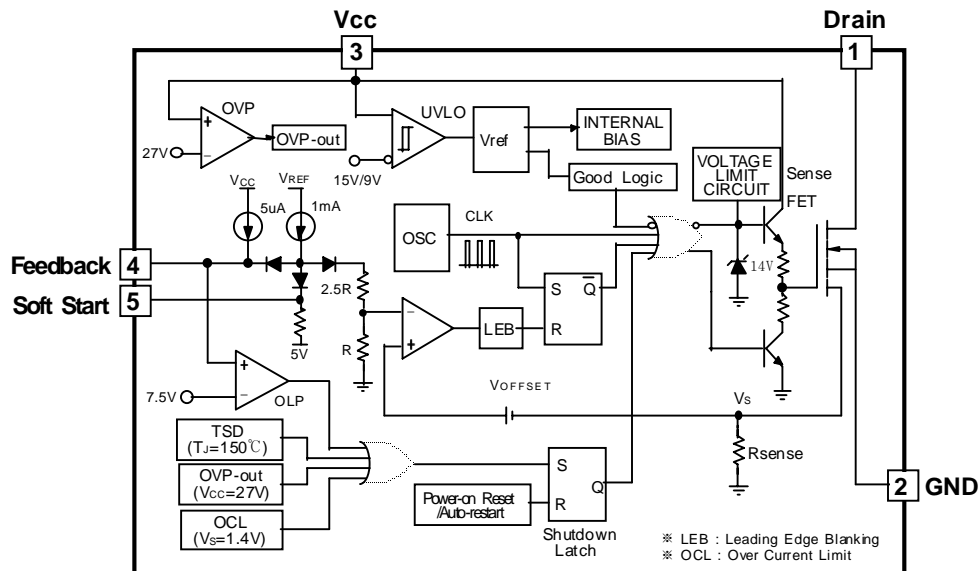 Vcc
Drain
3
1
OVP
+
−
27V
OVP-out
UVLO
15V/9V
Vref
INTERNAL
BIAS
Good Logic
VOLTAGE
LIMIT
CIRCUIT
Sense
FET
VCC
VREF
5uA
1mA
OSC
CLK
14V
Feedback
4
Soft Start
5
2.5R
R
5V
−
+
LEB
S
Q
R
7.5V
+
−
OLP
VOFFSET
VS
Rsense
TSD
(TJ=150℃)
OVP-out
(VCC=27V)
OCL
(VS=1.4V)
Power-on Reset
/Auto-restart
S
R
Q
Shutdown
Latch
2
GND
※ LEB : Leading Edge Blanking
※ OCL : Over Current Limit